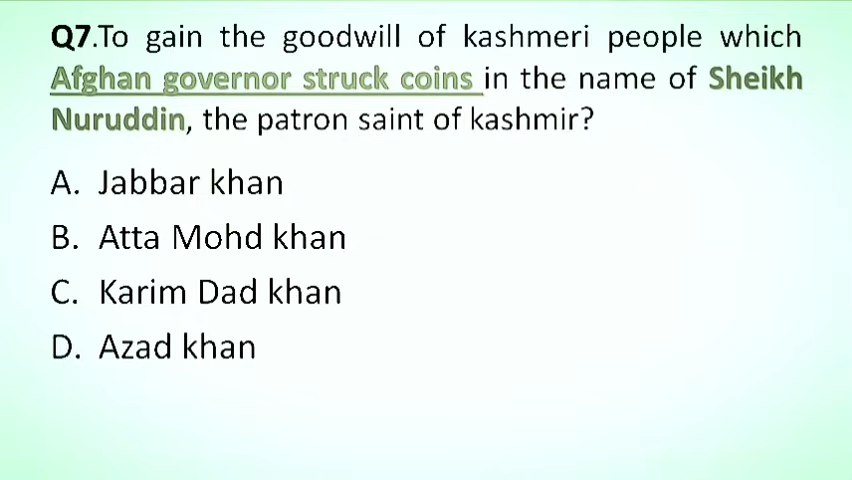 Q7.To gain the goodwill of kashmeri people which
Afghan governor struck coins in the name of Sheikh
Nuruddin, the patron saint of kashmir?
A. Jabbar khan
B. Atta Mohd khan
C. Karim Dad khan
D. Azad khan